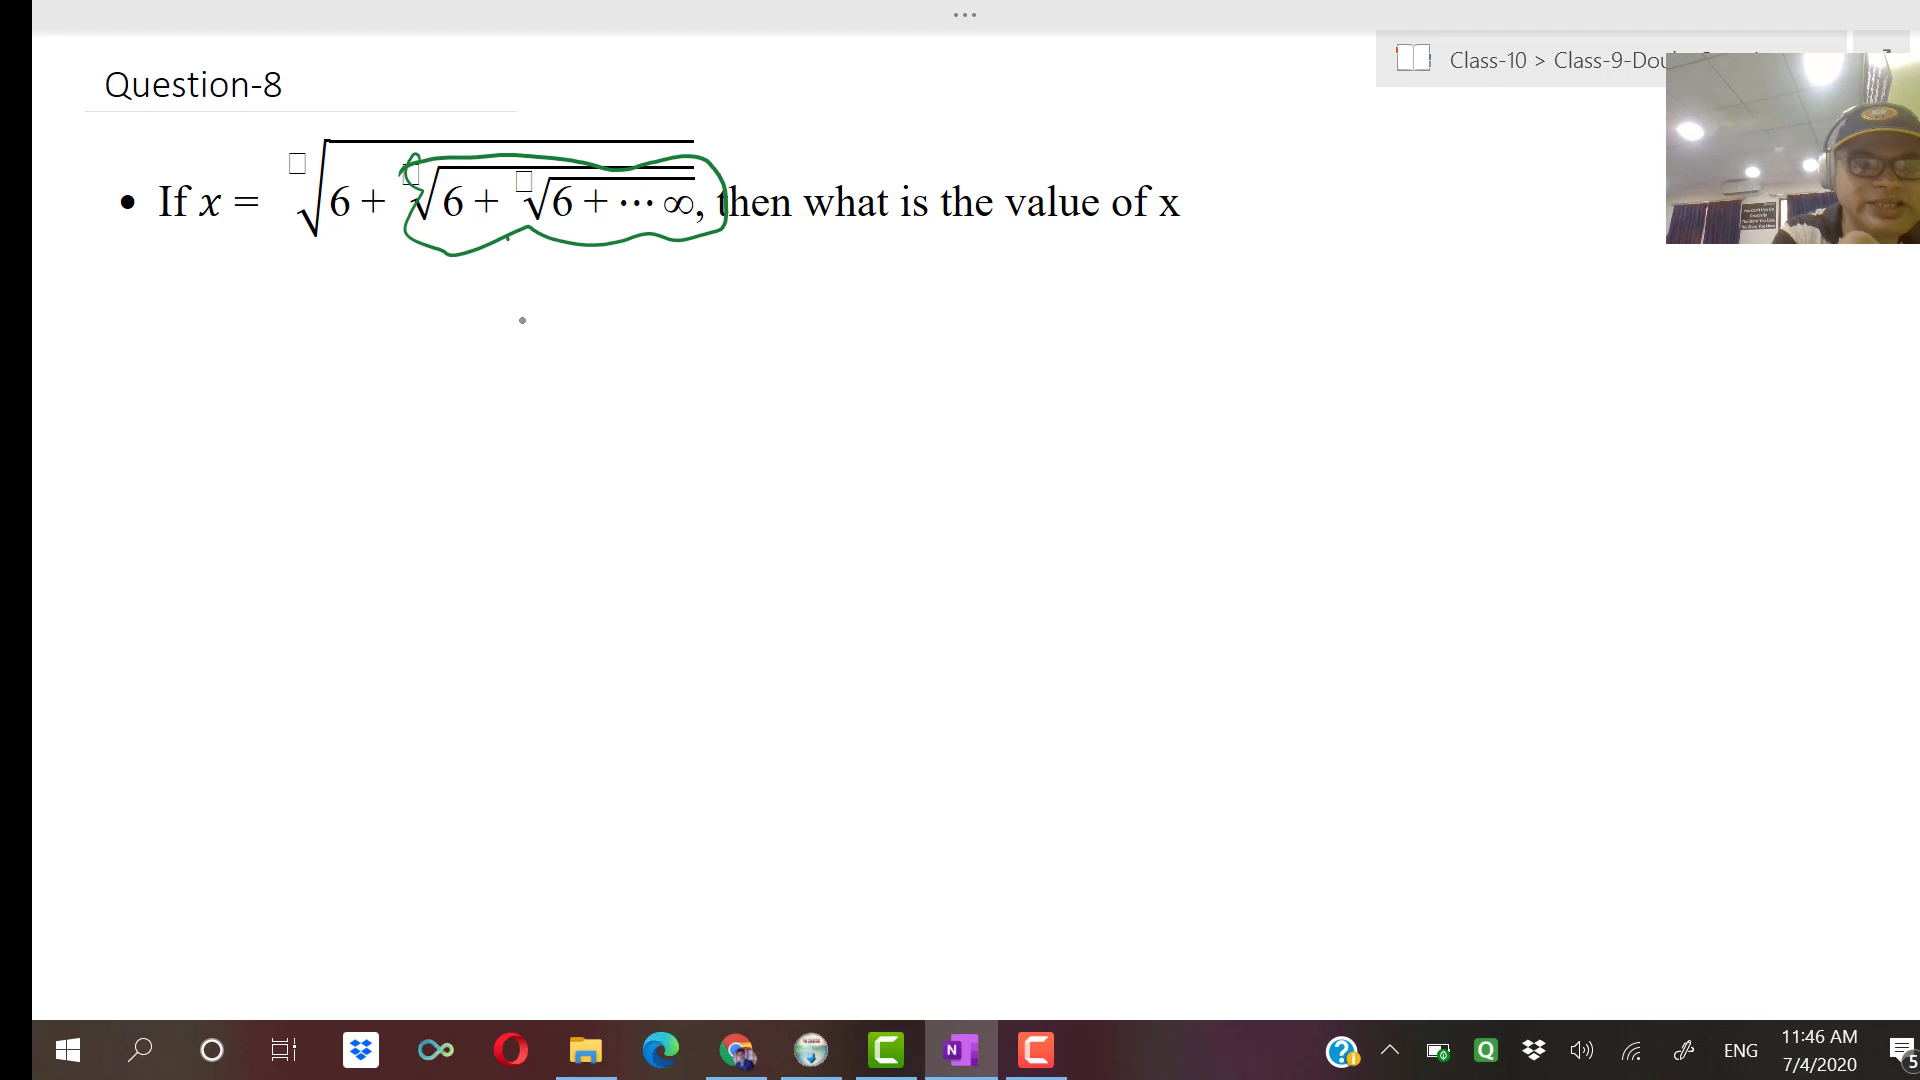 Class-10 > Class-9-Dou
Question-8
• If x = √6 + √6 + √6 + ⋯ ∞, then what is the value of x
ENG
11:46 AM
7/4/2020
5